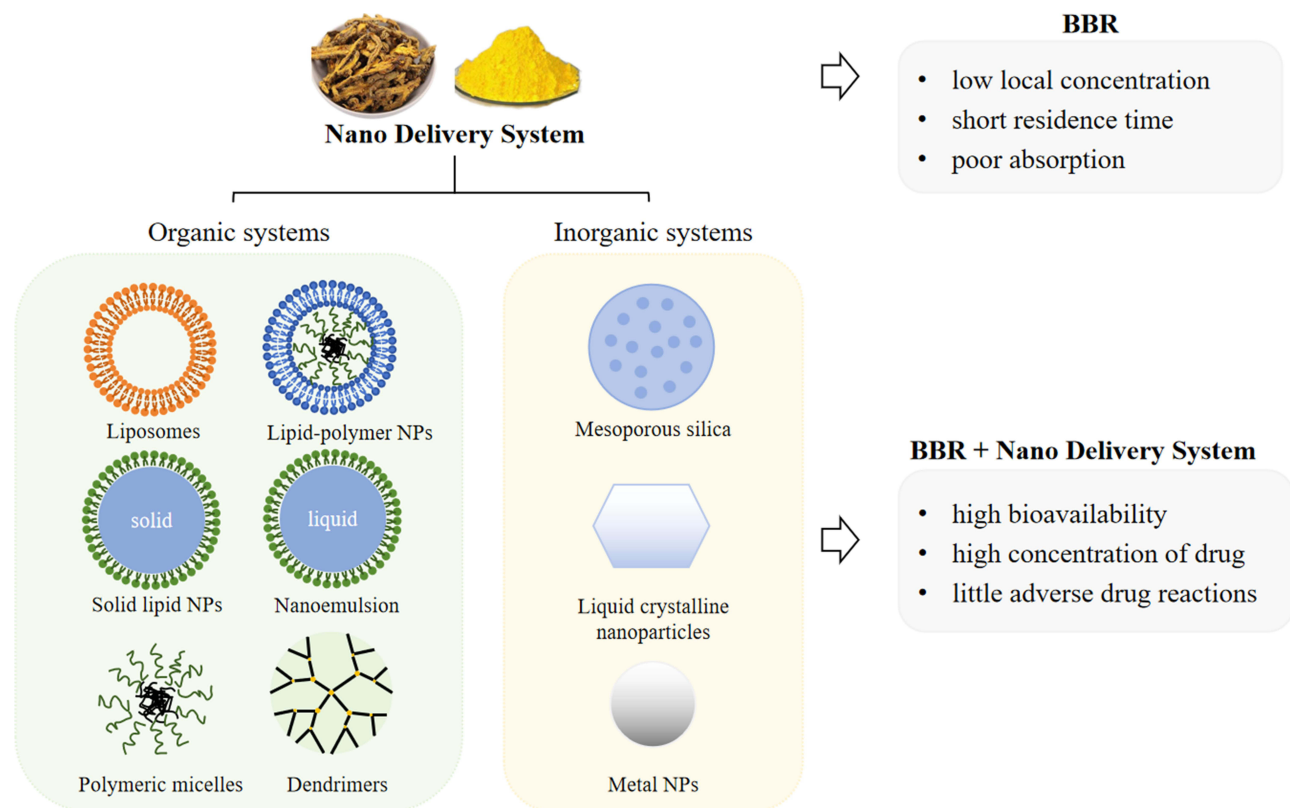 Nano Delivery System
BBR
• low local concentration
• short residence time
• poor absorption
Organic systems
Inorganic systems
Liposomes
Lipid-polymer NPs
solid
liquid
Solid lipid NPs
Nanoemulsion
Polymeric micelles
Dendrimers
Mesoporous silica
Liquid crystalline
nanoparticles
Metal NPs
BBR + Nano Delivery System
• high bioavailability
• high concentration of drug
• little adverse drug reactions